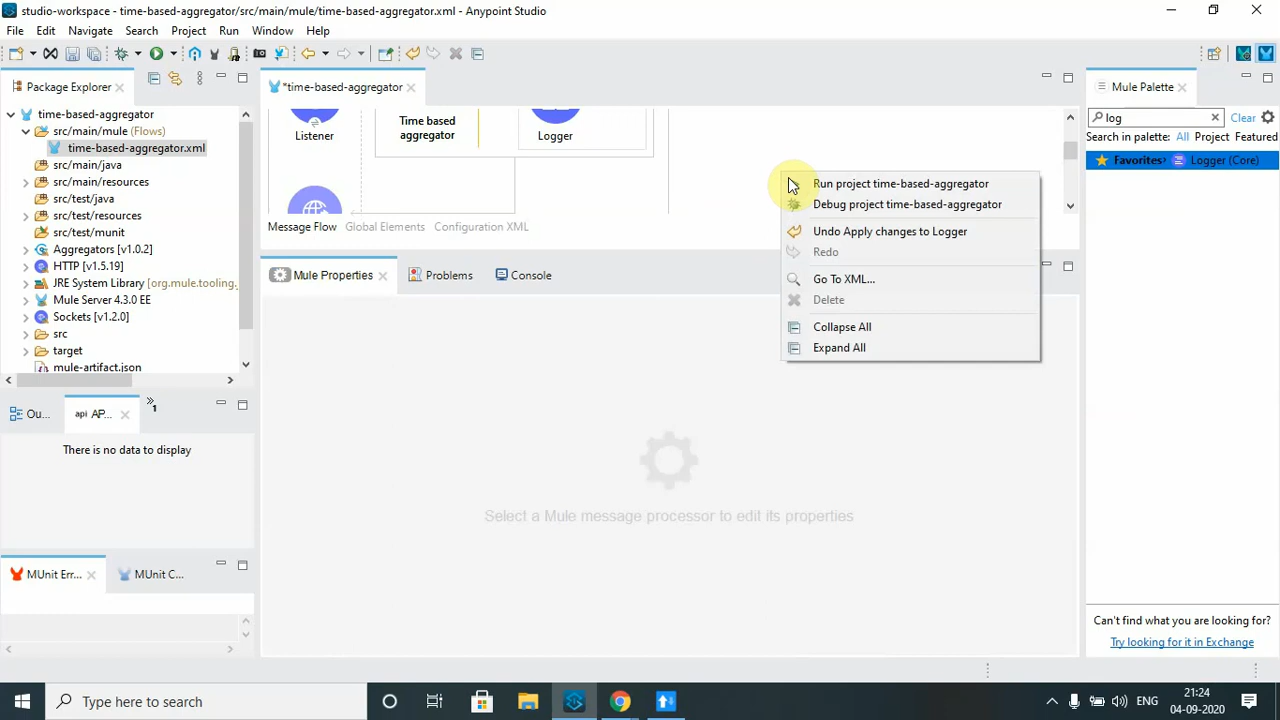 studio-workspace - time-based-aggregator/src/main/mule/time-based-aggregator.xml - Anypoint Studio
File Edit Navigate Search Project Run Window Help
Package Explorer
time-based-aggregator
src/main/mule (Flows)
time-based-aggregator.xml
src/main/java
src/main/resources
src/test/java
src/test/resources
src/test/munit
Aggregators [v1.0.2]
HTTP [v1.5.19]
JRE System Library [org.mule.tooling.
Mule Server 4.3.0 EE
Sockets [v1.2.0]
src
target
mule-artifact.json
Ou...
API...
1
There is no data to display
MUnit Err...
MUnit C...
*time-based-aggregator
Listener
Time based
aggregator
Logger
Message Flow Global Elements Configuration XML
Run project time-based-aggregator
Debug project time-based-aggregator
Undo Apply changes to Logger
Redo
Go To XML...
Delete
Collapse All
Expand All
Mule Properties
Problems
Console
Select a Mule message processor to edit its properties
Mule Palette
log
Clear
Search in palette: All Project Featured
Favorites
Logger (Core)
Can't find what you are looking for?
Try looking for it in Exchange
Type here to search
ENG
21:24
04-09-2020